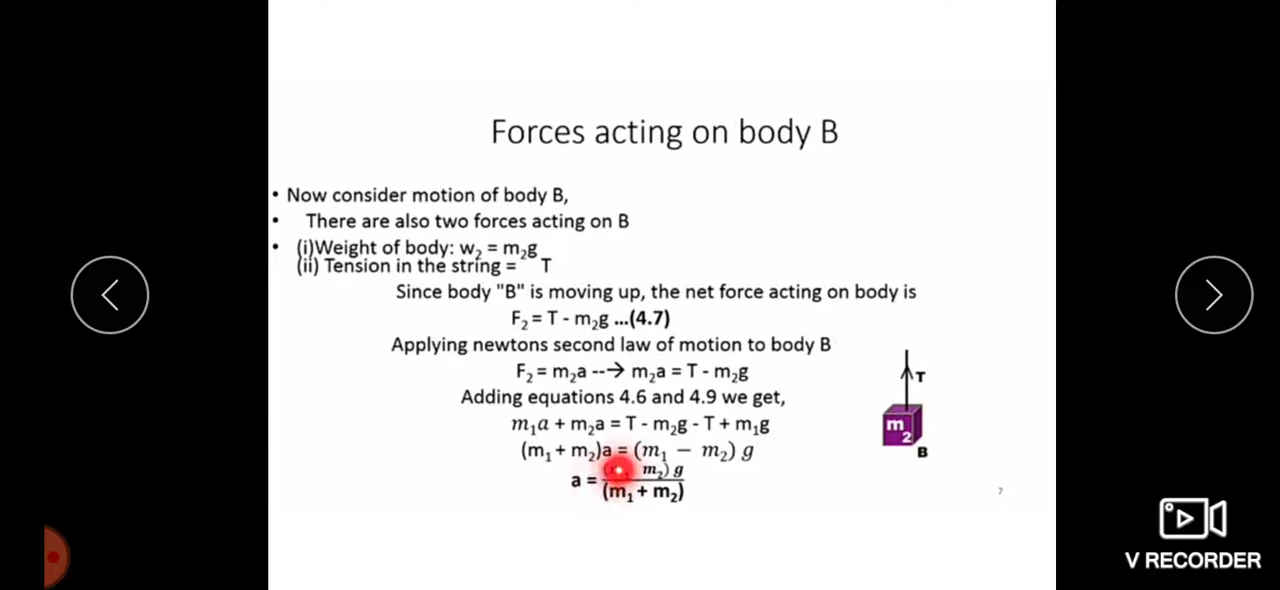 Forces acting on body B
• Now consider motion of body B,
• There are also two forces acting on B
• (i)Weight of body: w₂ = m₂g
(ii) Tension in the string = T
Since body "B" is moving up, the net force acting on body is
F₂ = T - m₂g ...(4.7)
Applying newtons second law of motion to body B
F₂ = m₂a --→ m₂a = T - m₂g
Adding equations 4.6 and 4.9 we get,
m₁a + m₂a = T - m₂g - T + m₁g
(m₁ + m₂)a = (m₁ − m₂) g
m₂) g
a =
(m₁ + m₂)
T
m₂
B
7
V RECORDER